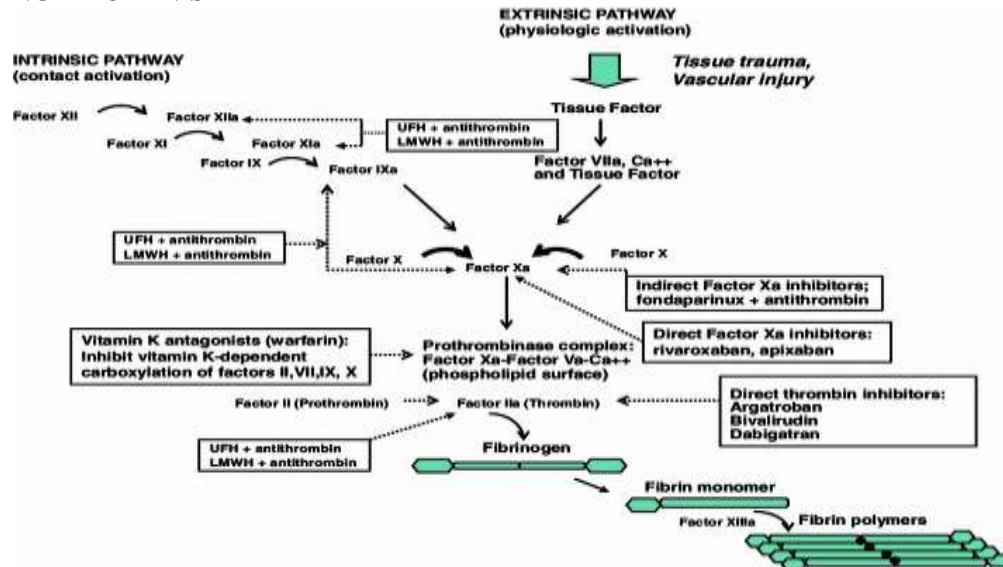 EXTRINSIC PATHWAY
(physiologic activation)
INTRINSIC PATHWAY
(contact activation)
Tissue trauma,
Vascular injury
Factor XII
Factor XIIa
Tissue Factor
Factor XI
Factor XIa
UFH + antithrombin
LMWH + antithrombin
Factor IX
Factor IXa
Factor VIIa, Ca++
and Tissue Factor
UFH + antithrombin
LMWH + antithrombin
Factor X
Factor Xa
Factor X
Indirect Factor Xa inhibitors;
fondaparinux + antithrombin
Vitamin K antagonists (warfarin):
Inhibit vitamin K-dependent
carboxylation of factors II,VII,IX, X
Prothrombinase complex:
Factor Xa-Factor Va-Ca++
(phospholipid surface)
Direct Factor Xa inhibitors:
rivaroxaban, apixaban
Factor II (Prothrombin)
Factor IIa (Thrombin)
Direct thrombin inhibitors:
Argatroban
Bivalirudin
Dabigatran
UFH + antithrombin
LMWH + antithrombin
Fibrinogen
Fibrin monomer
Factor XIIIa
Fibrin polymers